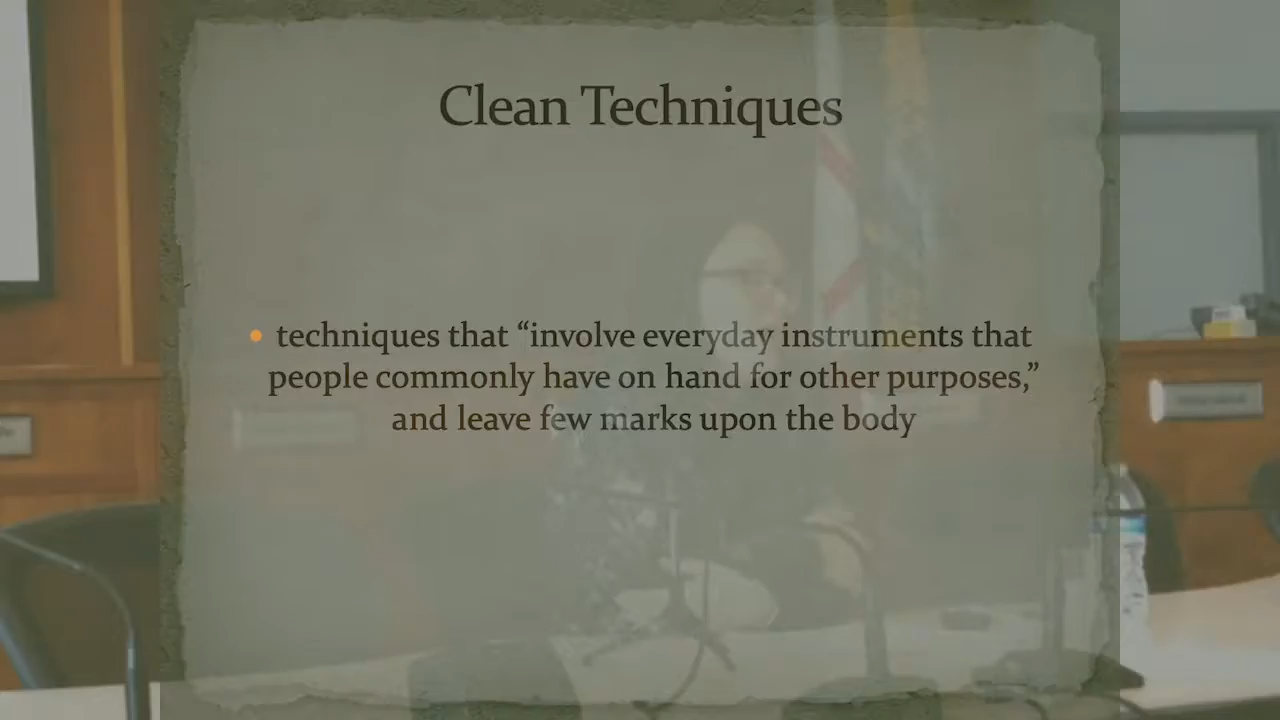 Clean Techniques
• techniques that “involve everyday instruments that
people commonly have on hand for other purposes,”
and leave few marks upon the body